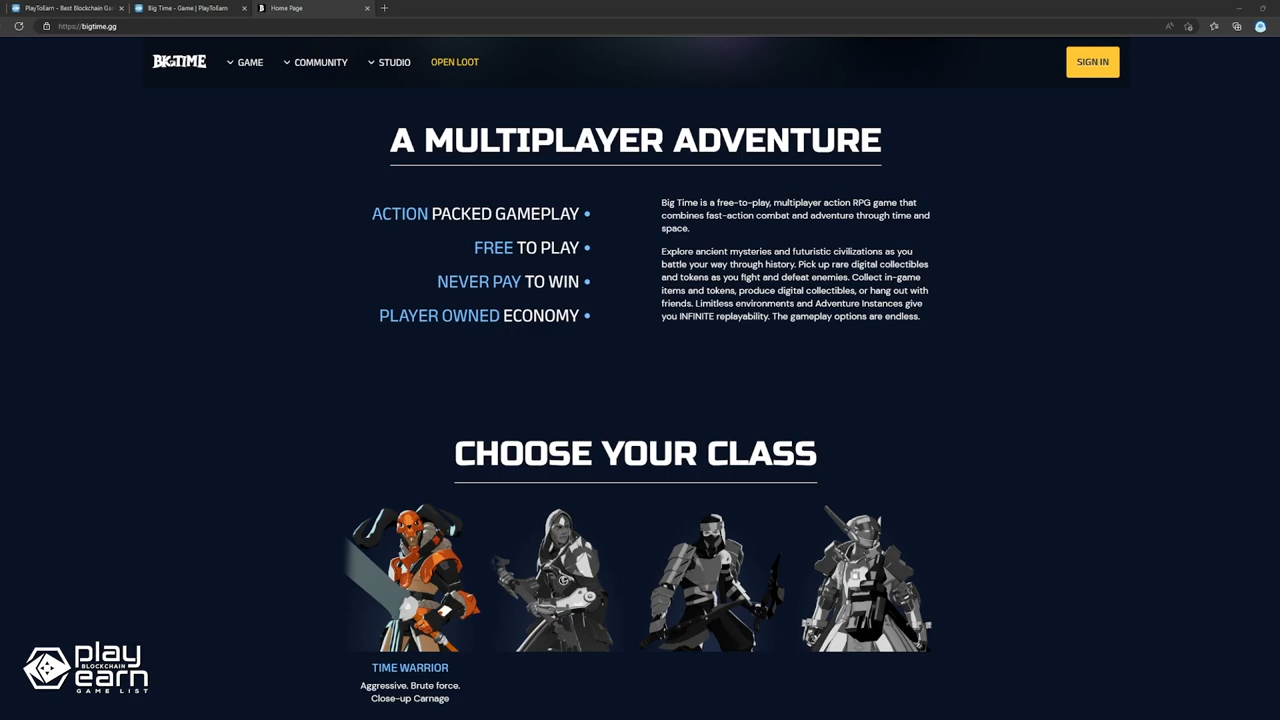 PlayToEarn - Best Blockchain Ga
Big Time - Game | PlayToEarn
Home Page
https://bigtime.gg
BIG TIME
GAME
COMMUNITY
STUDIO
OPEN LOOT
SIGN IN
A MULTIPLAYER ADVENTURE
ACTION PACKED GAMEPLAY
FREE TO PLAY
NEVER PAY TO WIN
PLAYER OWNED ECONOMY
Big Time is a free-to-play, multiplayer action RPG game that
combines fast-action combat and adventure through time and
space.
Explore ancient mysteries and futuristic civilizations as you
battle your way through history. Pick up rare digital collectibles
and tokens as you fight and defeat enemies. Collect in-game
items and tokens, produce digital collectibles, or hang out with
friends. Limitless environments and Adventure Instances give
you INFINITE replayability. The gameplay options are endless.
CHOOSE YOUR CLASS
TIME WARRIOR
Aggressive. Brute force.
Close-up Carnage
play
BLOCKCHAIN
earn
GAME LIST